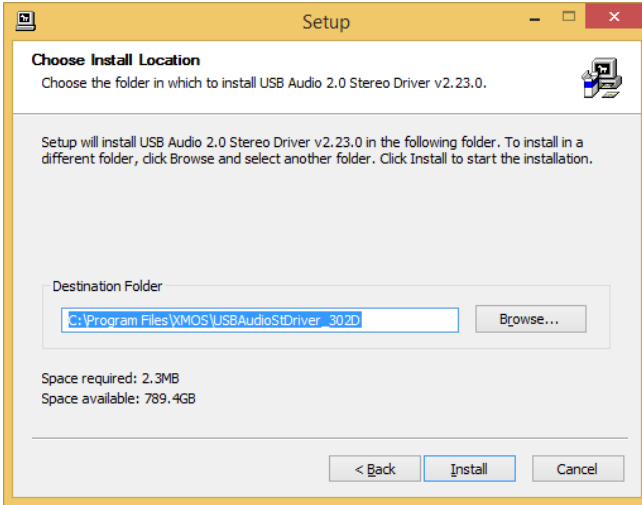 Setup
Choose Install Location
Choose the folder in which to install USB Audio 2.0 Stereo Driver v2.23.0.
Setup will install USB Audio 2.0 Stereo Driver v2.23.0 in the following folder. To install in a
different folder, click Browse and select another folder. Click Install to start the installation.
Destination Folder
C:\Program Files\XMOS\USBAudioStDriver_302D
Browse...
Space required: 2.3MB
Space available: 789.4GB
< Back Install Cancel